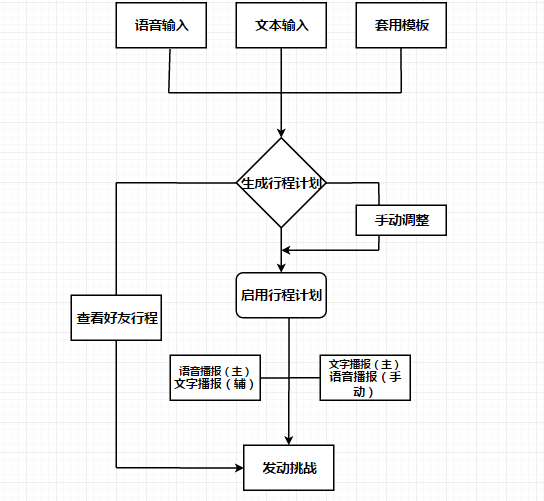 语音输入
文本输入
套用模板
生成行程计划
手动调整
启用行程计划
查看好友行程
语音播报（主）
文字播报（辅）
文字播报（主）
语音播报（手
动）
发动挑战